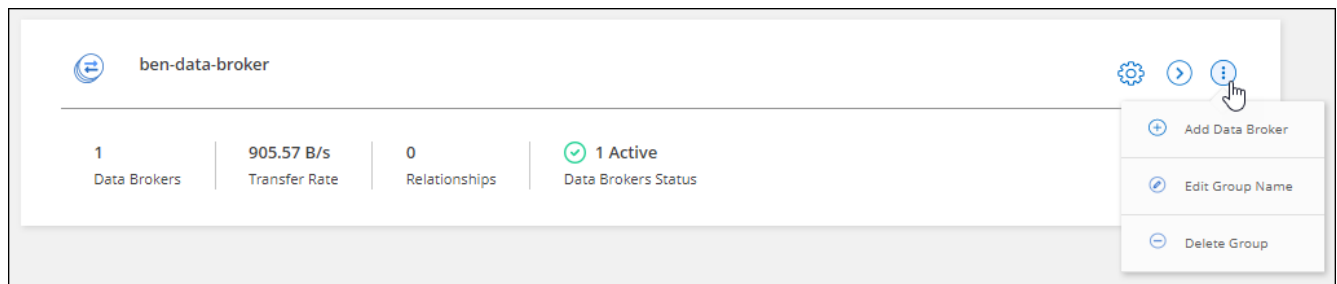 ben-data-broker
1
Data Brokers
905.57 B/s
Transfer Rate
0
Relationships
1 Active
Data Brokers Status
Add Data Broker
Edit Group Name
Delete Group